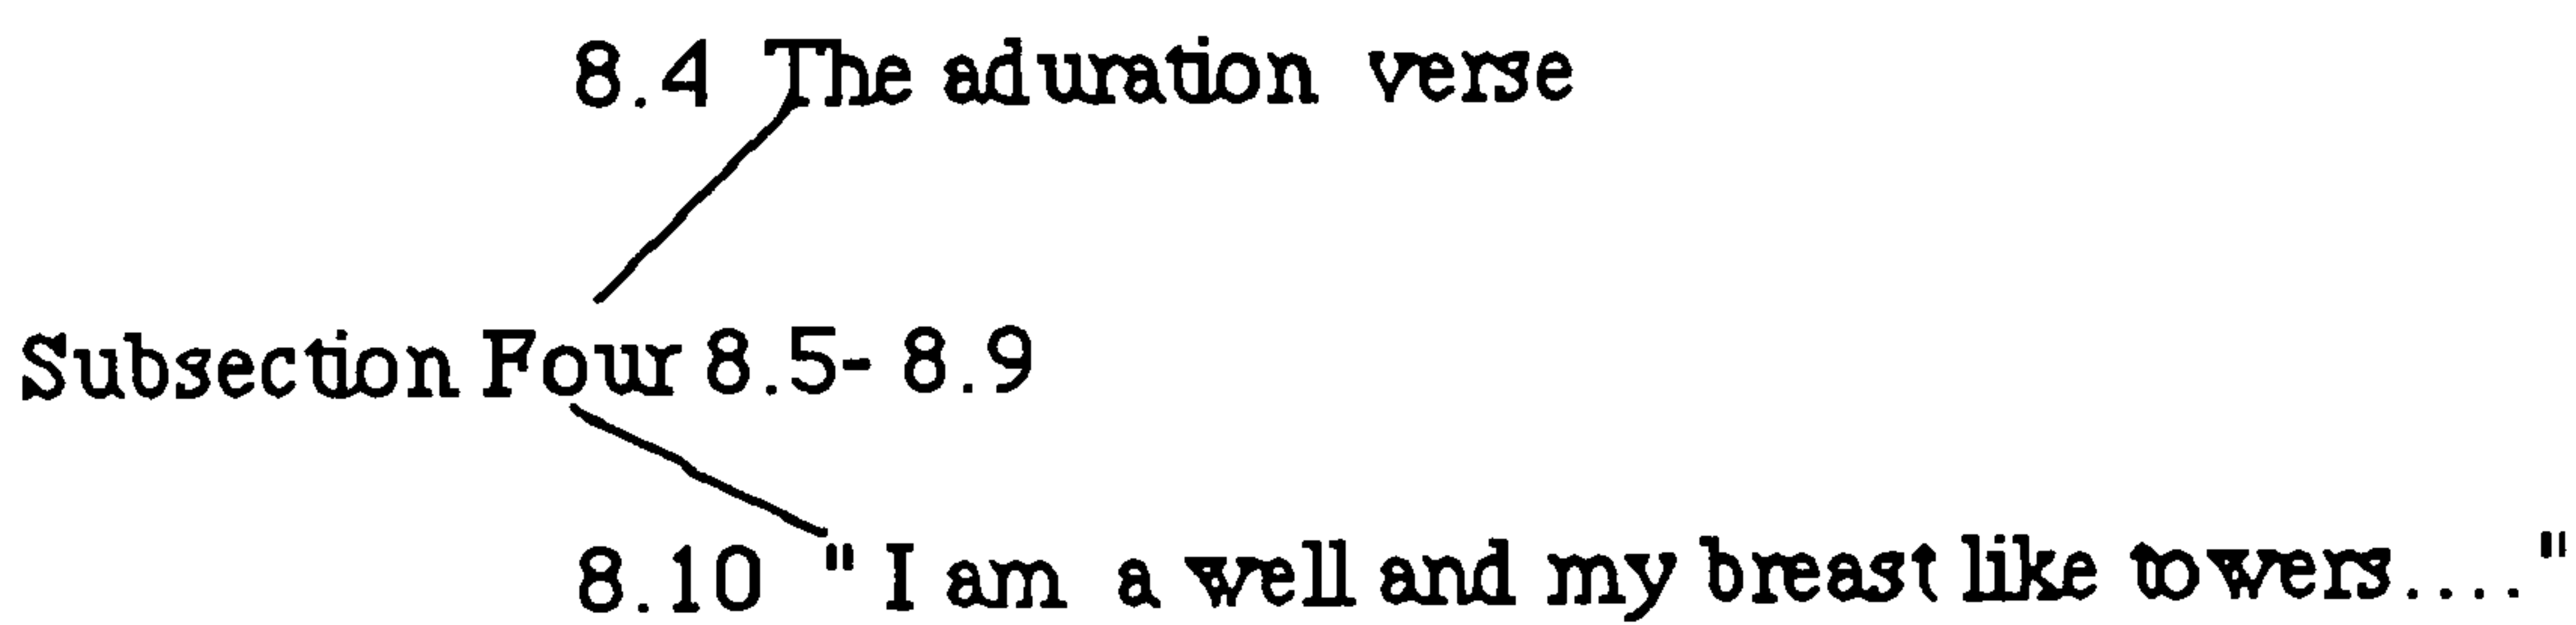 8.4 The aduration verse
Subsection Four 8.5- 8.9
8.10 " I am a well and my breast like towers...."